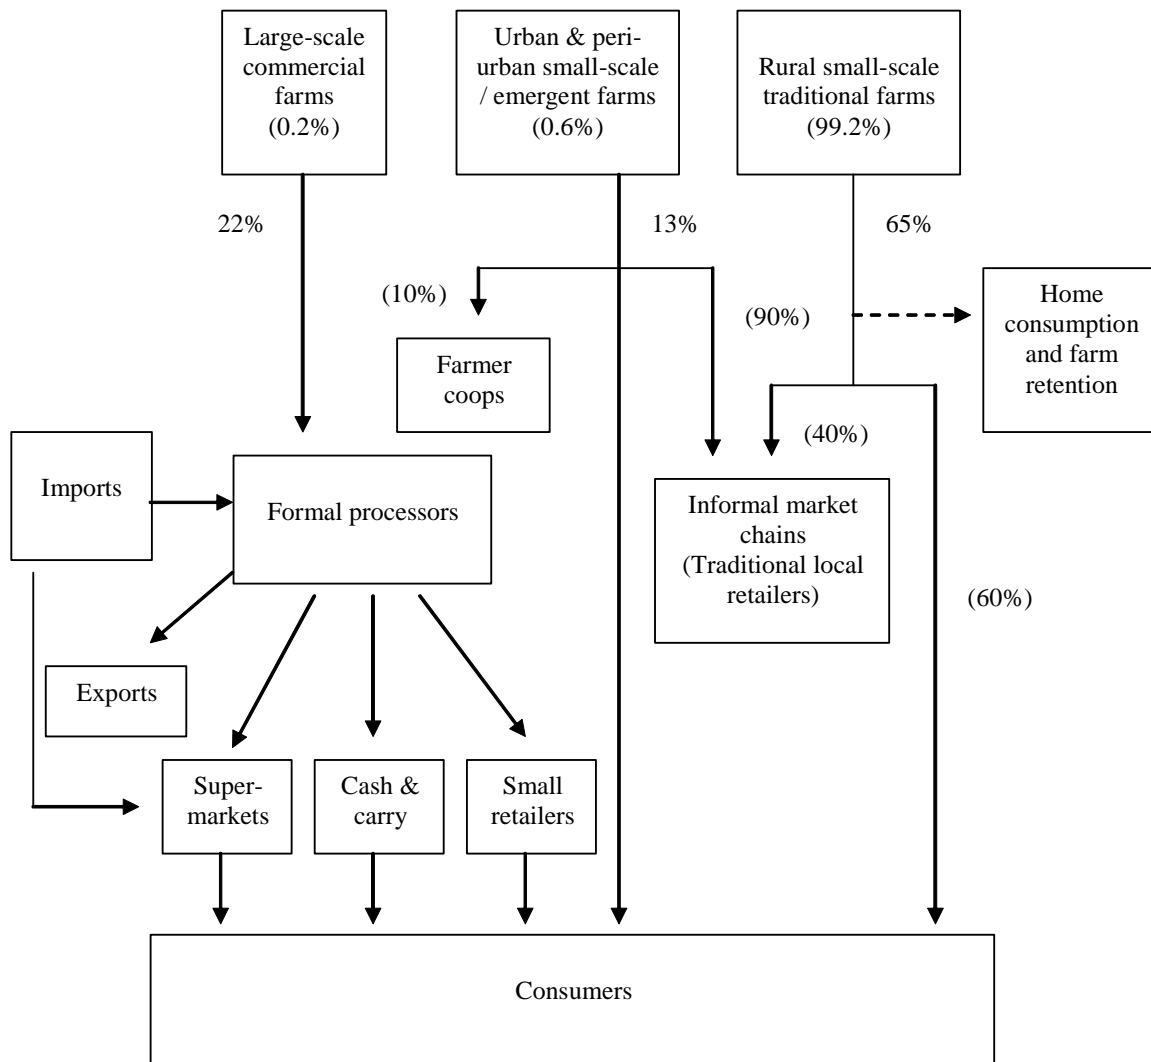 Large-scale
commercial
farms
(0.2%)
Urban & peri-
urban small-scale
/ emergent farms
(0.6%)
Rural small-scale
traditional farms
(99.2%)
22%
13%
65%
(10%)
(90%)
Home
consumption
and farm
retention
Farmer
coops
(40%)
Imports
Formal processors
Informal market
chains
(Traditional local
retailers)
(60%)
Exports
Super-
markets
Cash &
carry
Small
retailers
Consumers